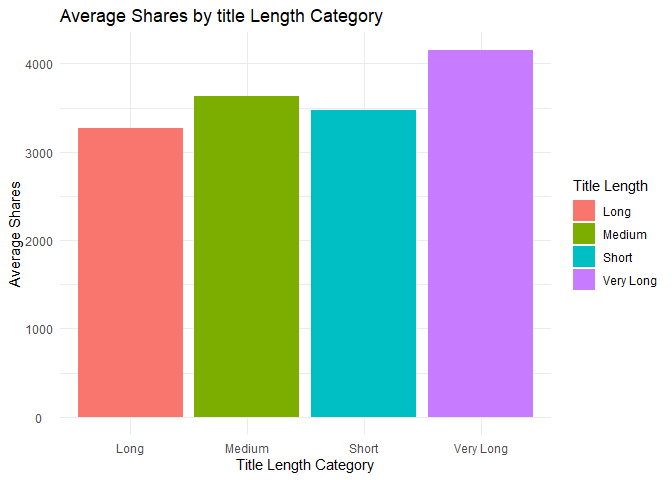 Average Shares by title Length Category
Average Shares
4000
3000
2000
1000
0
Long Medium Short Very Long
Title Length Category
Title Length
Long
Medium
Short
Very Long